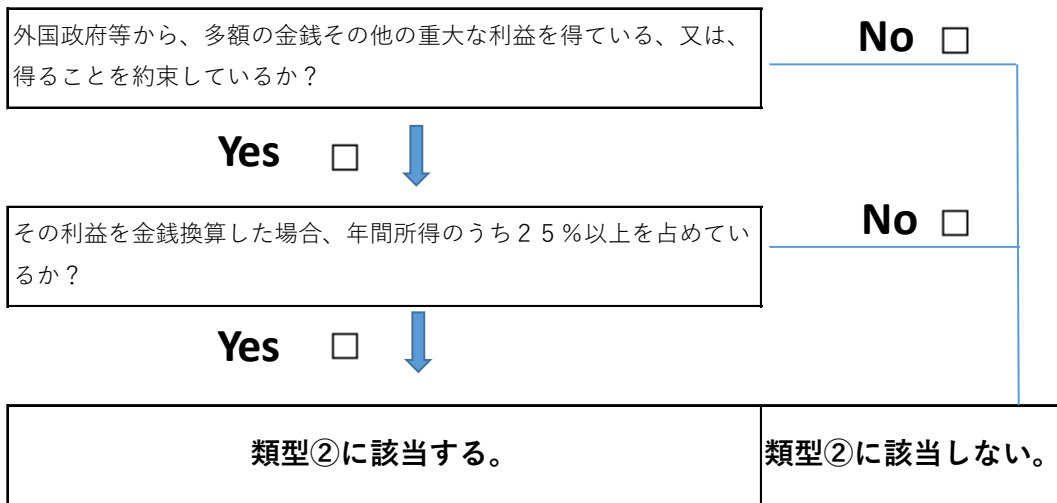 外国政府等から、多額の金銭その他の重大な利益を得ている、又は、
得ることを約束しているか？
No □
Yes □
その利益を金銭換算した場合、年間所得のうち２５%以上を占めてい
るか？
No □
Yes □
類型②に該当する。
類型②に該当しない。